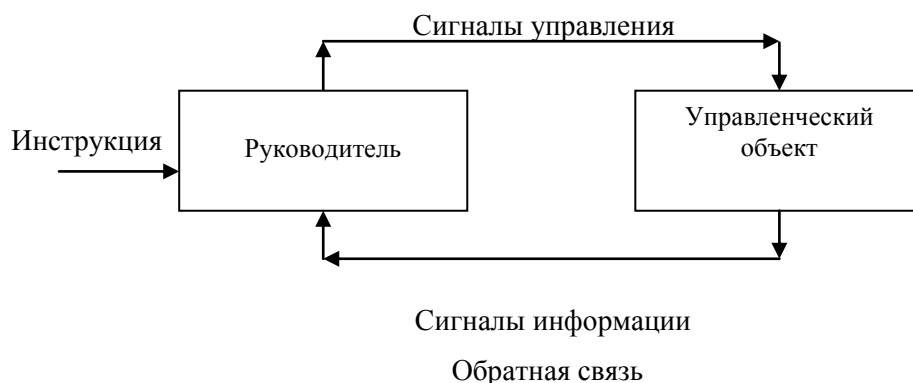 Сигналы управления
Инструкция
Руководитель
Управленческий
объект
Сигналы информации
Обратная связь